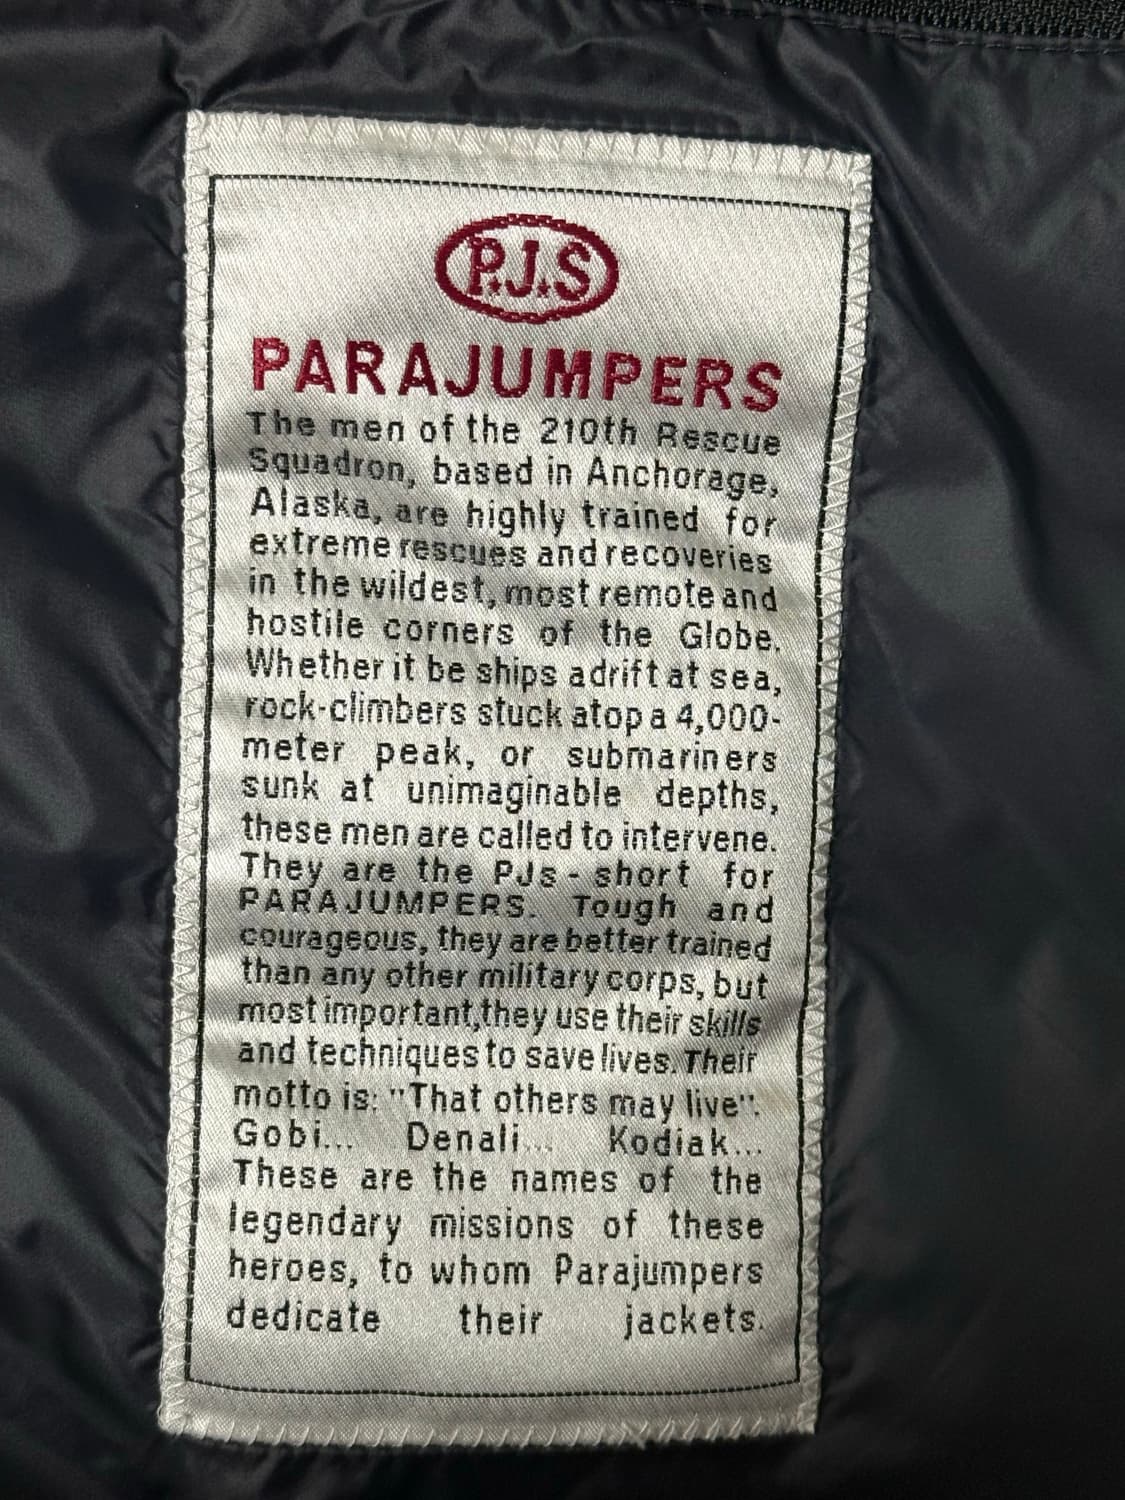 P.J.S
PARAJUMPERS
The men of the 210th Rescue
Squadron, based in Anchorage,
Alaska, are highly trained for
extreme rescues and recoveries
in the wildest, most remote and
hostile corners of the Globe.
Whether it be ships adrift at sea,
rock-climbers stuck atop a 4,000-
meter peak, or submariners
sunk at unimaginable depths,
these men are called to intervene.
They are the PJs - short for
PARAJUMPERS. Tough and
courageous, they are better trained
than any other military corps, but
most important,they use their skills
and techniques to save lives. Their
motto is: "That others may live".
Gobi... Denali... Kodiak...
These are the names of the
legendary missions of these
heroes, to whom Parajumpers
dedicate their jackets.